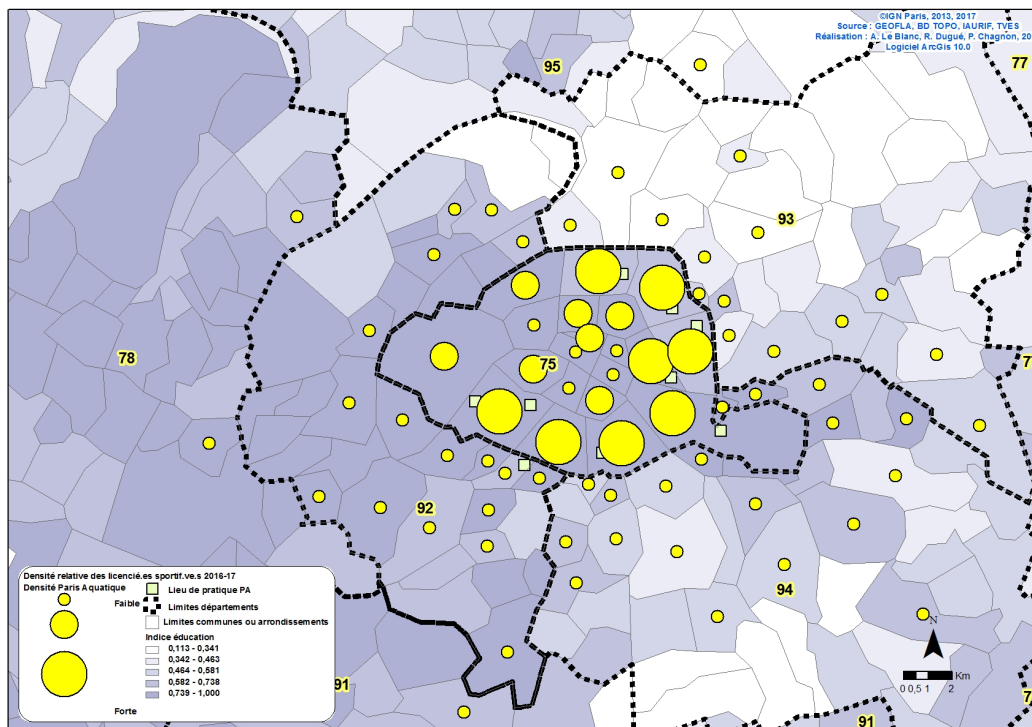 ©IGN Paris, 2013, 2017
Source : GEOFLA, BD TOPO, IAURIF, TVES
Réalisation : A. Le Blanc, R. Dugué, P. Chagnon, 20
Logiciel ArcGis 10.0
95
77
93
78
75
92
94
91
91
N
0 0,5 1 2 Km
Densité relative des licencié.es sportif.ve.s 2016-17
Densité Paris Aquatique
Faible
Forte
Lieu de pratique PA
Limites départements
Limites communes ou arrondissements
Indice éducation
0,113 - 0,341
0,342 - 0,463
0,464 - 0,581
0,582 - 0,738
0,739 - 1,000